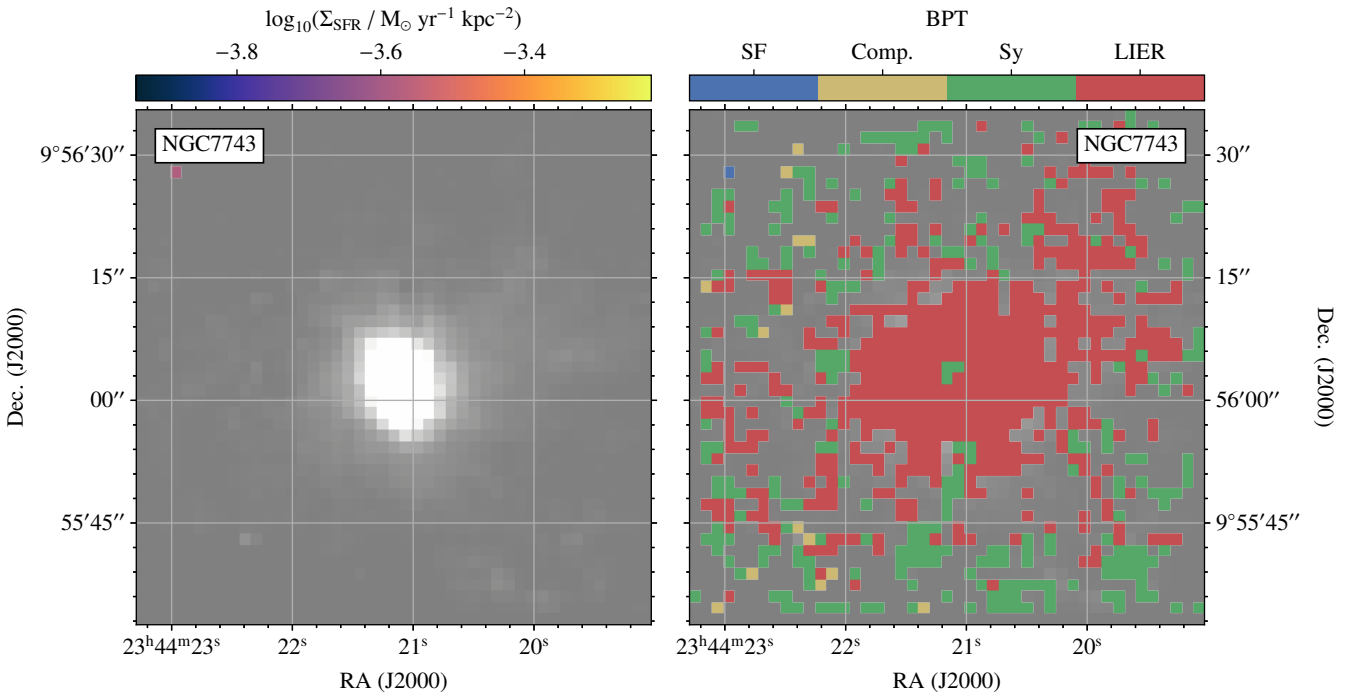 log₁₀(Σ_SFR / M_⊙ yr⁻¹ kpc⁻²)
−3.8 −3.6 −3.4
NGC7743
9°56′30″
15″
00″
55′45″
Dec. (J2000)
23ʰ44ᵐ23ˢ 22ˢ 21ˢ 20ˢ
RA (J2000)
BPT
SF Comp. Sy LIER
NGC7743
30″
15″
56′00″
9°55′45″
Dec. (J2000)
23ʰ44ᵐ23ˢ 22ˢ 21ˢ 20ˢ
RA (J2000)